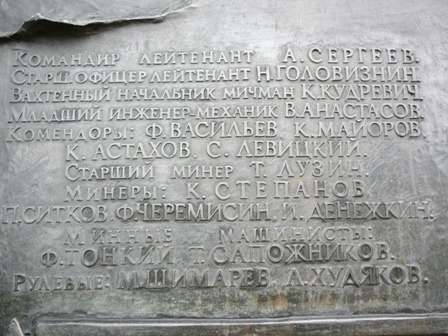 Командир лейтенант А.Сергеев.
Старш.офицер лейтенант Н.Головизнин.
Вахтенный начальник мичман К.Кудревич.
Младший инженер-механик В.Анастасов.
Комендоры: Ф.Васильев К.Майоров.
К.Астахов. С.Левицкий.
Старший минер Т.Лузин.
Минеры: К.Степанов.
П.Ситков. Ф.Черемисин. И.Денежкин.
Минные машинисты:
Ф.Тонкий. Т.Сапожников.
Рулевые: М.Шимарев. Л.Худяков.